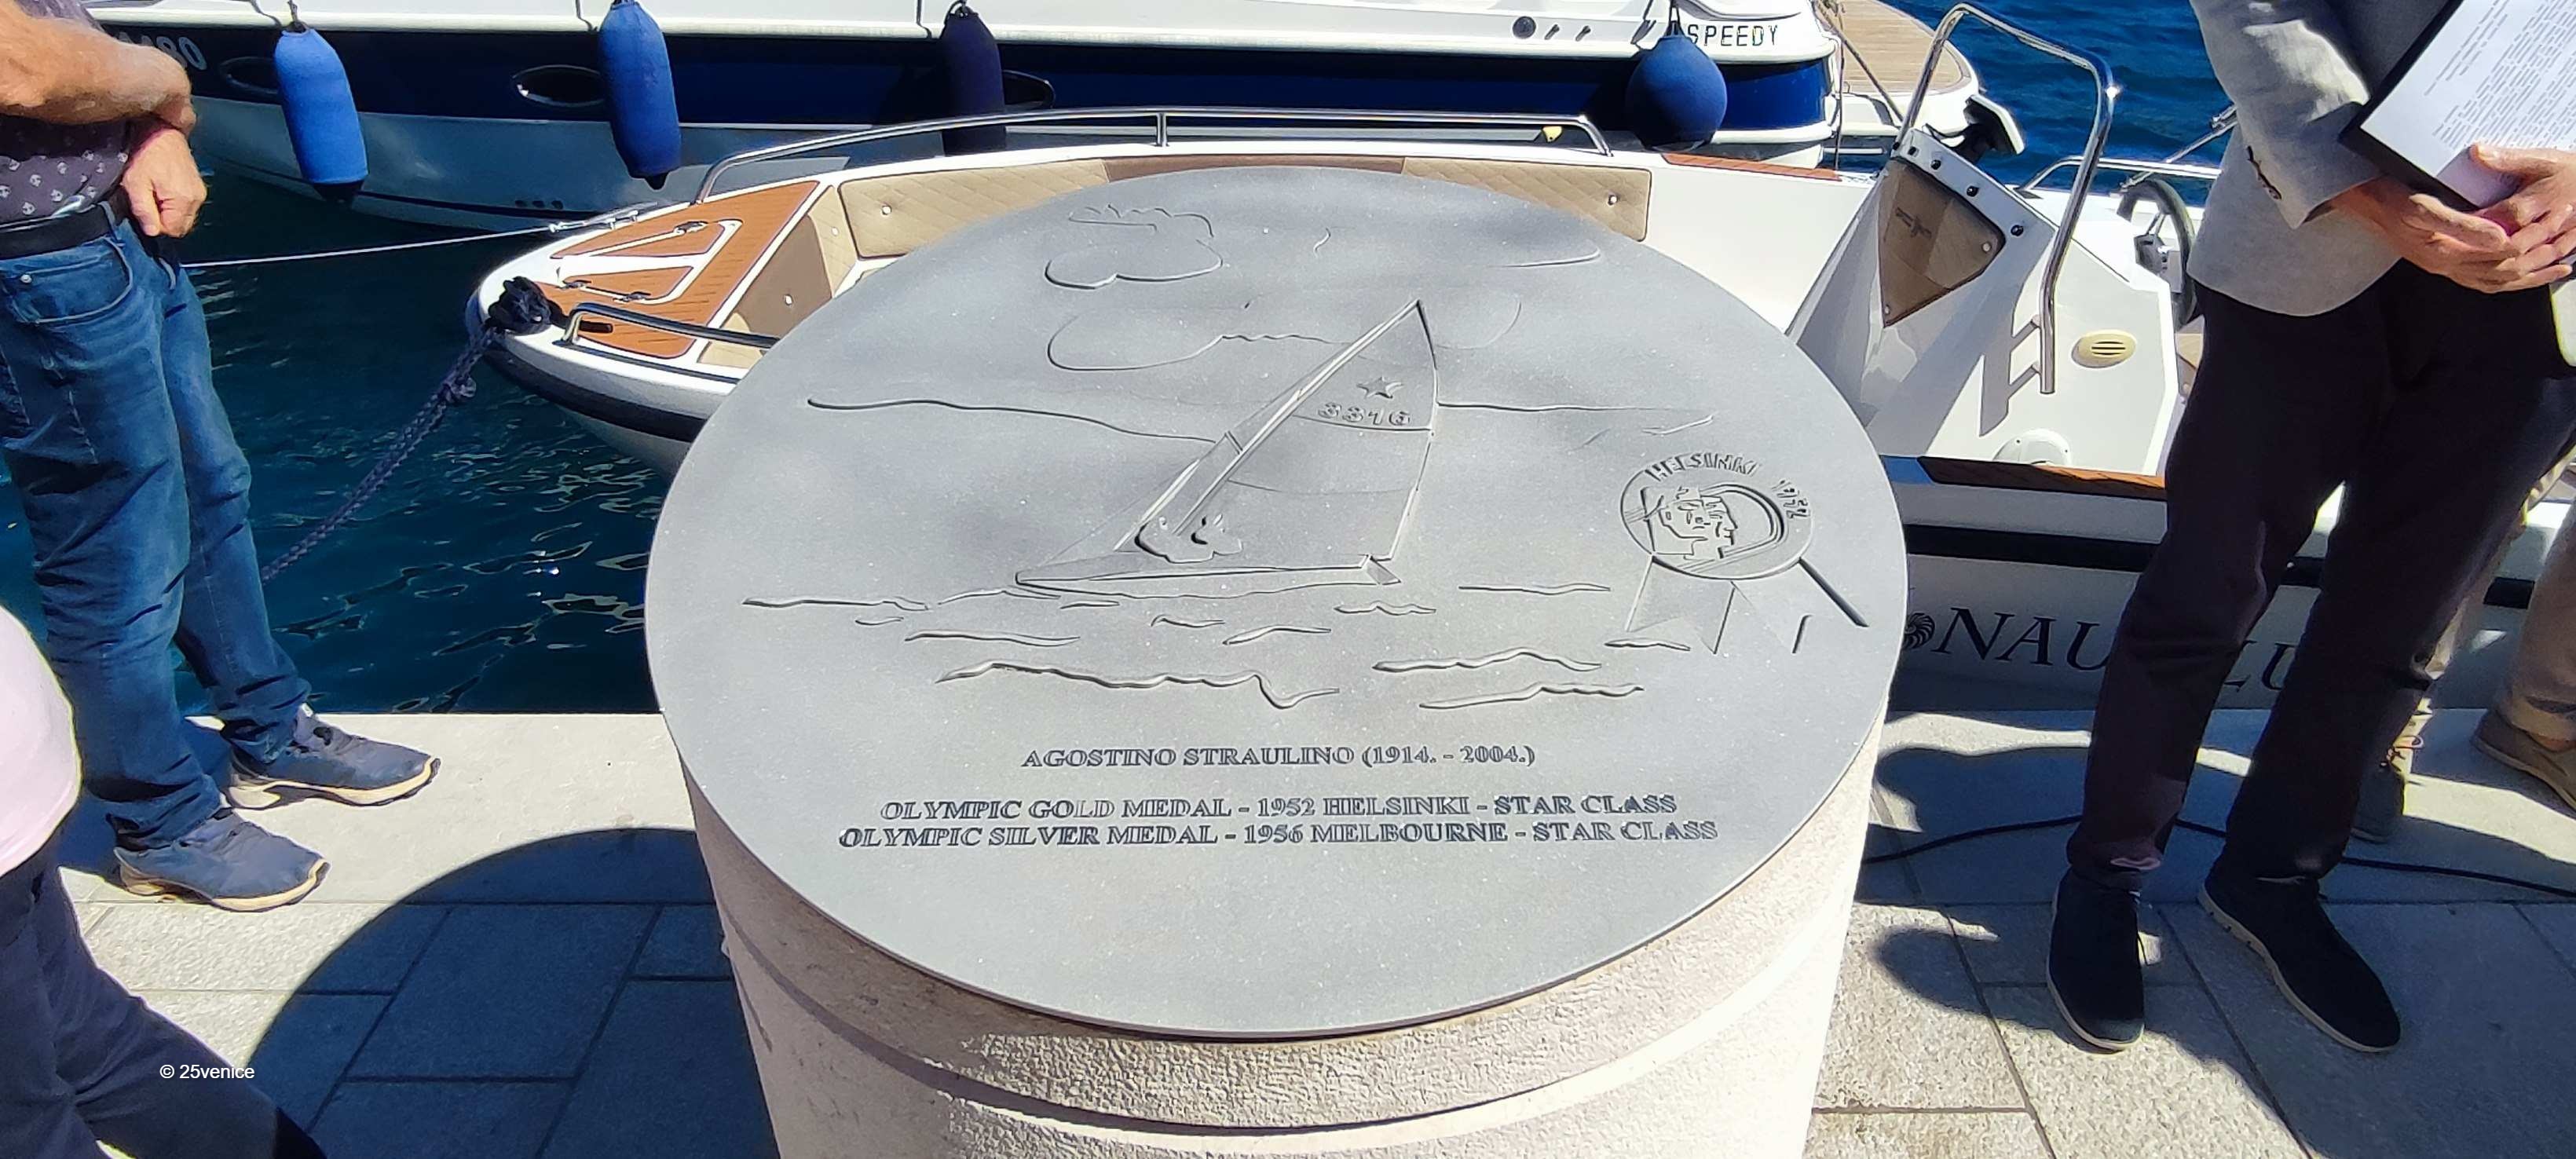 SPEEDY
3376
HELSINKI 1952
AGOSTINO STRAULINO (1914. - 2004.)
OLYMPIC GOLD MEDAL - 1952 HELSINKI - STAR CLASS
OLYMPIC SILVER MEDAL - 1956 MELBOURNE - STAR CLASS
© 25venice